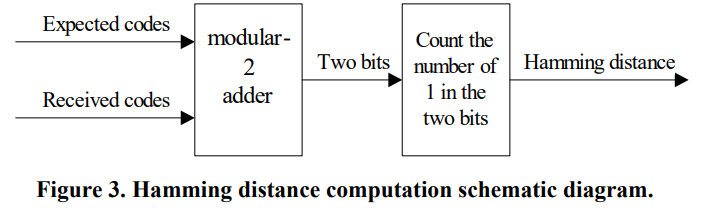 Expected codes
Received codes
modular-
2
adder
Two bits
Count the
number of
1 in the
two bits
Hamming distance
Figure 3. Hamming distance computation schematic diagram.